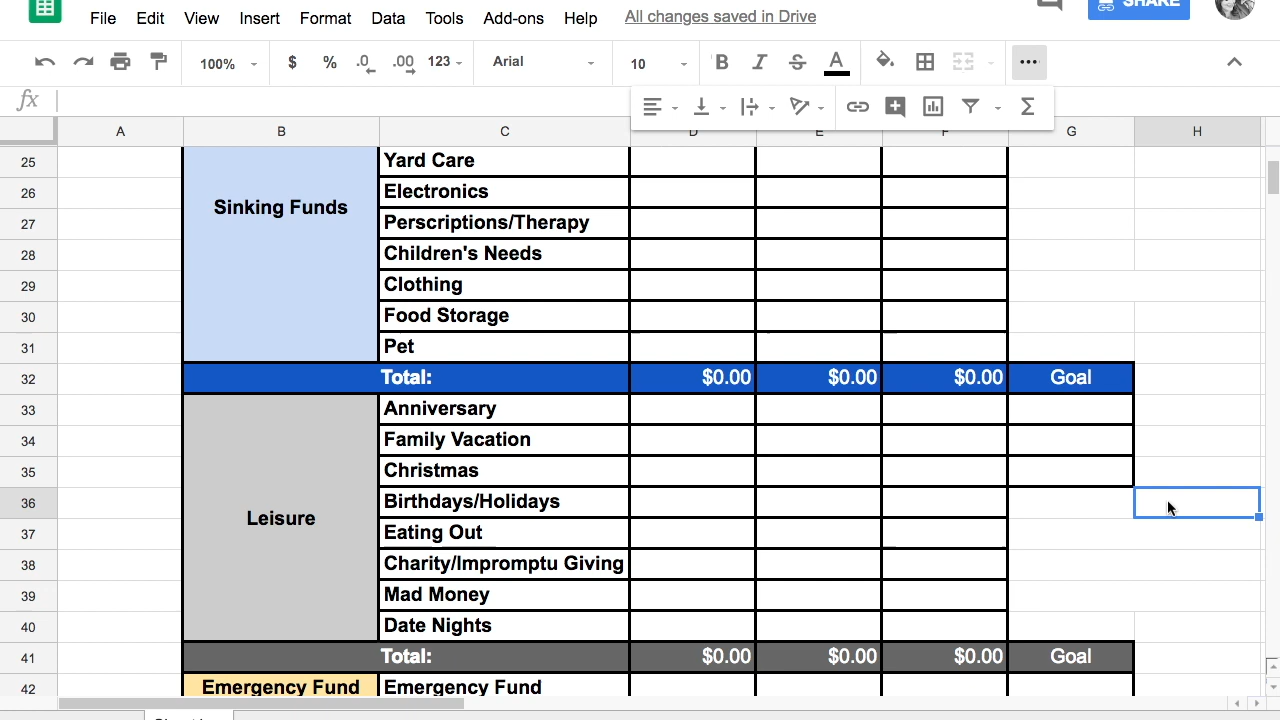 File Edit View Insert Format Data Tools Add-ons Help All changes saved in Drive SHARE
100% $ % .0 .00 123 Arial 10 B I S A
fx
A B C D E F G H
25 Yard Care
26 Electronics
Sinking Funds
27 Perscriptions/Therapy
28 Children's Needs
29 Clothing
30 Food Storage
31 Pet
32 Total: $0.00 $0.00 $0.00 Goal
33 Anniversary
34 Family Vacation
35 Christmas
36 Birthdays/Holidays
Leisure
37 Eating Out
38 Charity/Impromptu Giving
39 Mad Money
40 Date Nights
41 Total: $0.00 $0.00 $0.00 Goal
42 Emergency Fund Emergency Fund